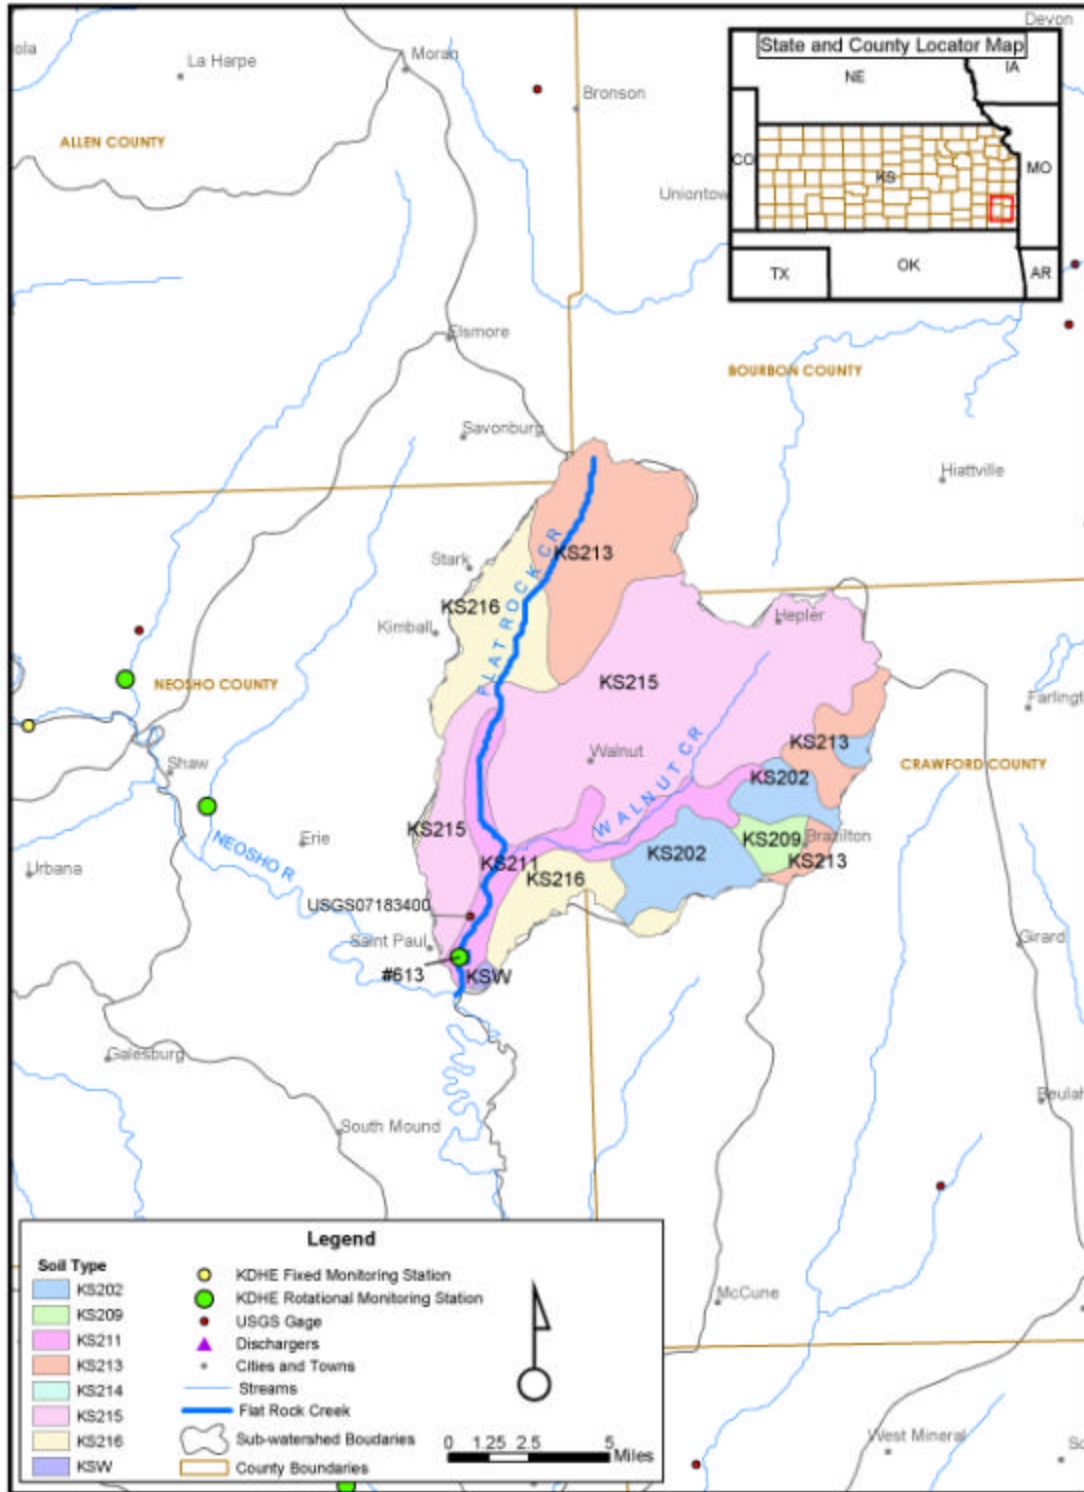 Devon
State and County Locator Map
NE
IA
CO
KS
MO
TX
OK
AR
ola
La Harpe
Moran
Bronson
ALLEN COUNTY
Uniontow
Elsmore
BOURBON COUNTY
Savonburg
Hiattville
Stark
KS213
KS216
FLAT ROCK CR
Kimball
Hepler
NEOSHO COUNTY
KS215
Farlingt
Walnut
KS213
WALNUT CR
CRAWFORD COUNTY
Shaw
KS202
KS215
Erie
NEOSHO R
KS209
Brazilton
KS211
KS202
KS213
Urbana
KS216
USGS07183400
Saint Paul
Girard
#613
KSW
Galesburg
Beulah
South Mound
McCune
West Mineral
Sc
Legend
Soil Type
KS202
KS209
KS211
KS213
KS214
KS215
KS216
KSW
KDHE Fixed Monitoring Station
KDHE Rotational Monitoring Station
USGS Gage
Dischargers
Cities and Towns
Streams
Flat Rock Creek
Sub-watershed Boudaries
County Boundaries
0 1.25 2.5 5
Miles